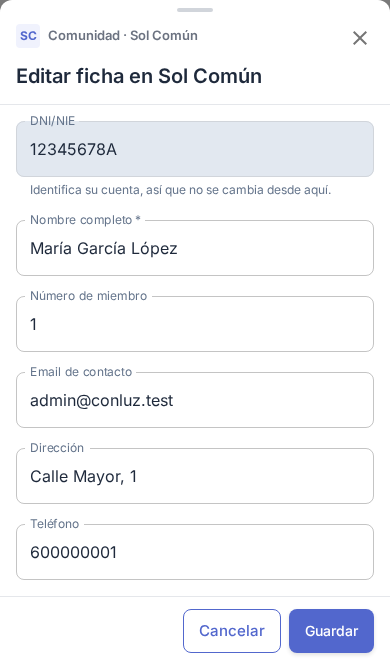 SC Comunidad · Sol Común
Editar ficha en Sol Común
DNI/NIE
12345678A
Identifica su cuenta, así que no se cambia desde aquí.
Nombre completo *
María García López
Número de miembro
1
Email de contacto
admin@conluz.test
Dirección
Calle Mayor, 1
Teléfono
600000001
Cancelar Guardar